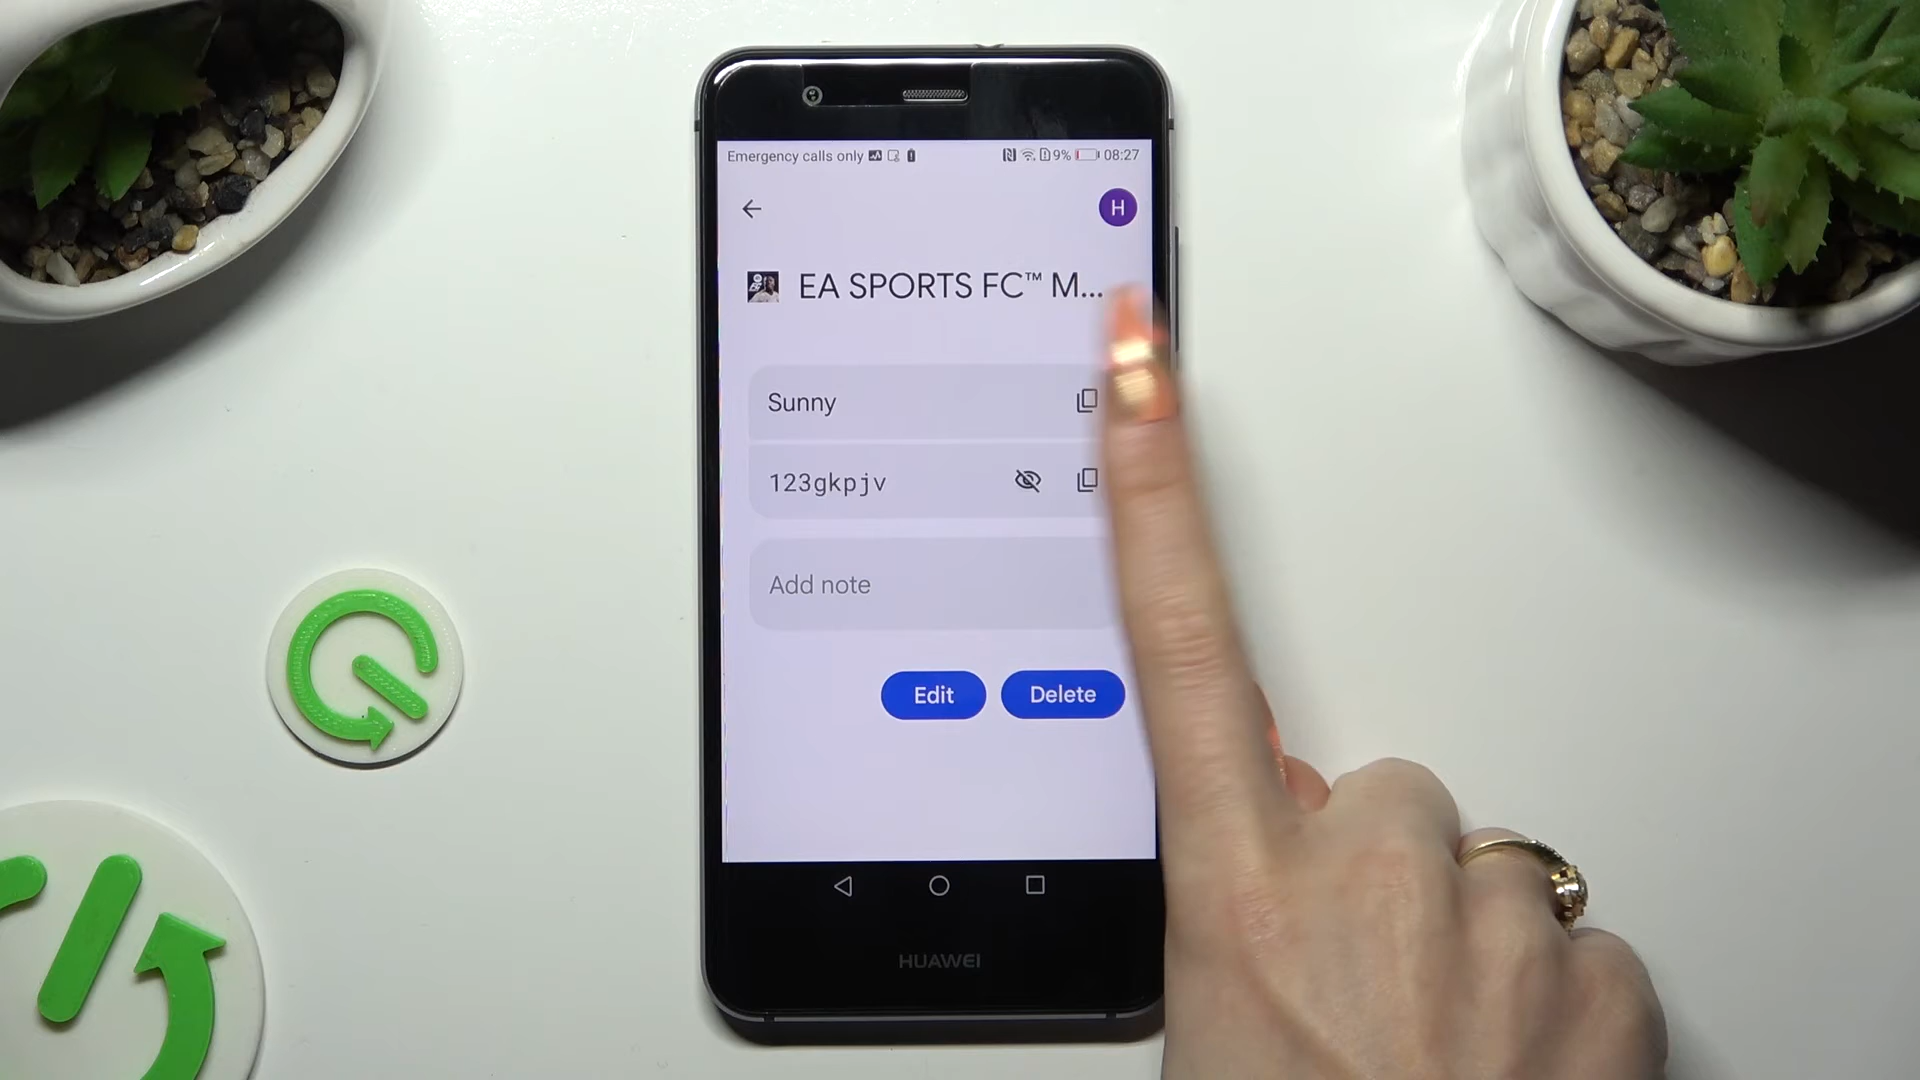 Emergency calls only 9% 08:27
H
EA SPORTS FC™ M...
Sunny
123gkpjv
Add note
Edit Delete
HUAWEI